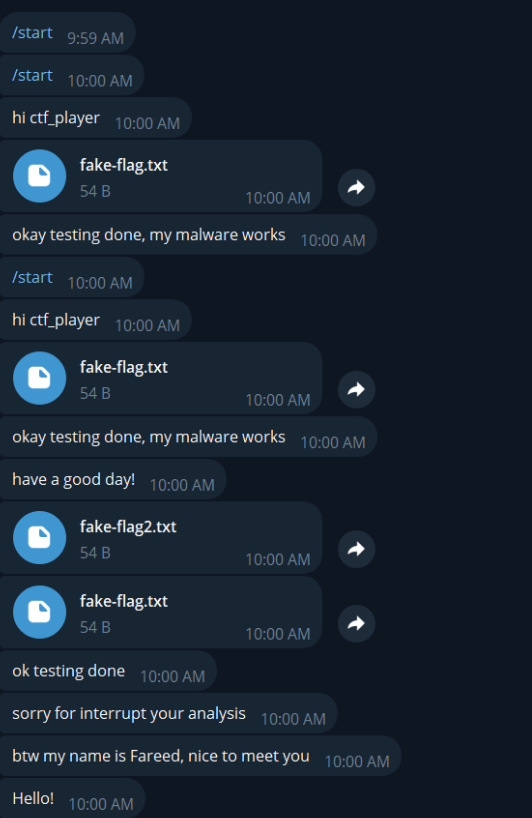 /start 9:59 AM
/start 10:00 AM
hi ctf_player 10:00 AM
fake-flag.txt
54 B 10:00 AM
okay testing done, my malware works 10:00 AM
/start 10:00 AM
hi ctf_player 10:00 AM
fake-flag.txt
54 B 10:00 AM
okay testing done, my malware works 10:00 AM
have a good day! 10:00 AM
fake-flag2.txt
54 B 10:00 AM
fake-flag.txt
54 B 10:00 AM
ok testing done 10:00 AM
sorry for interrupt your analysis 10:00 AM
btw my name is Fareed, nice to meet you 10:00 AM
Hello! 10:00 AM